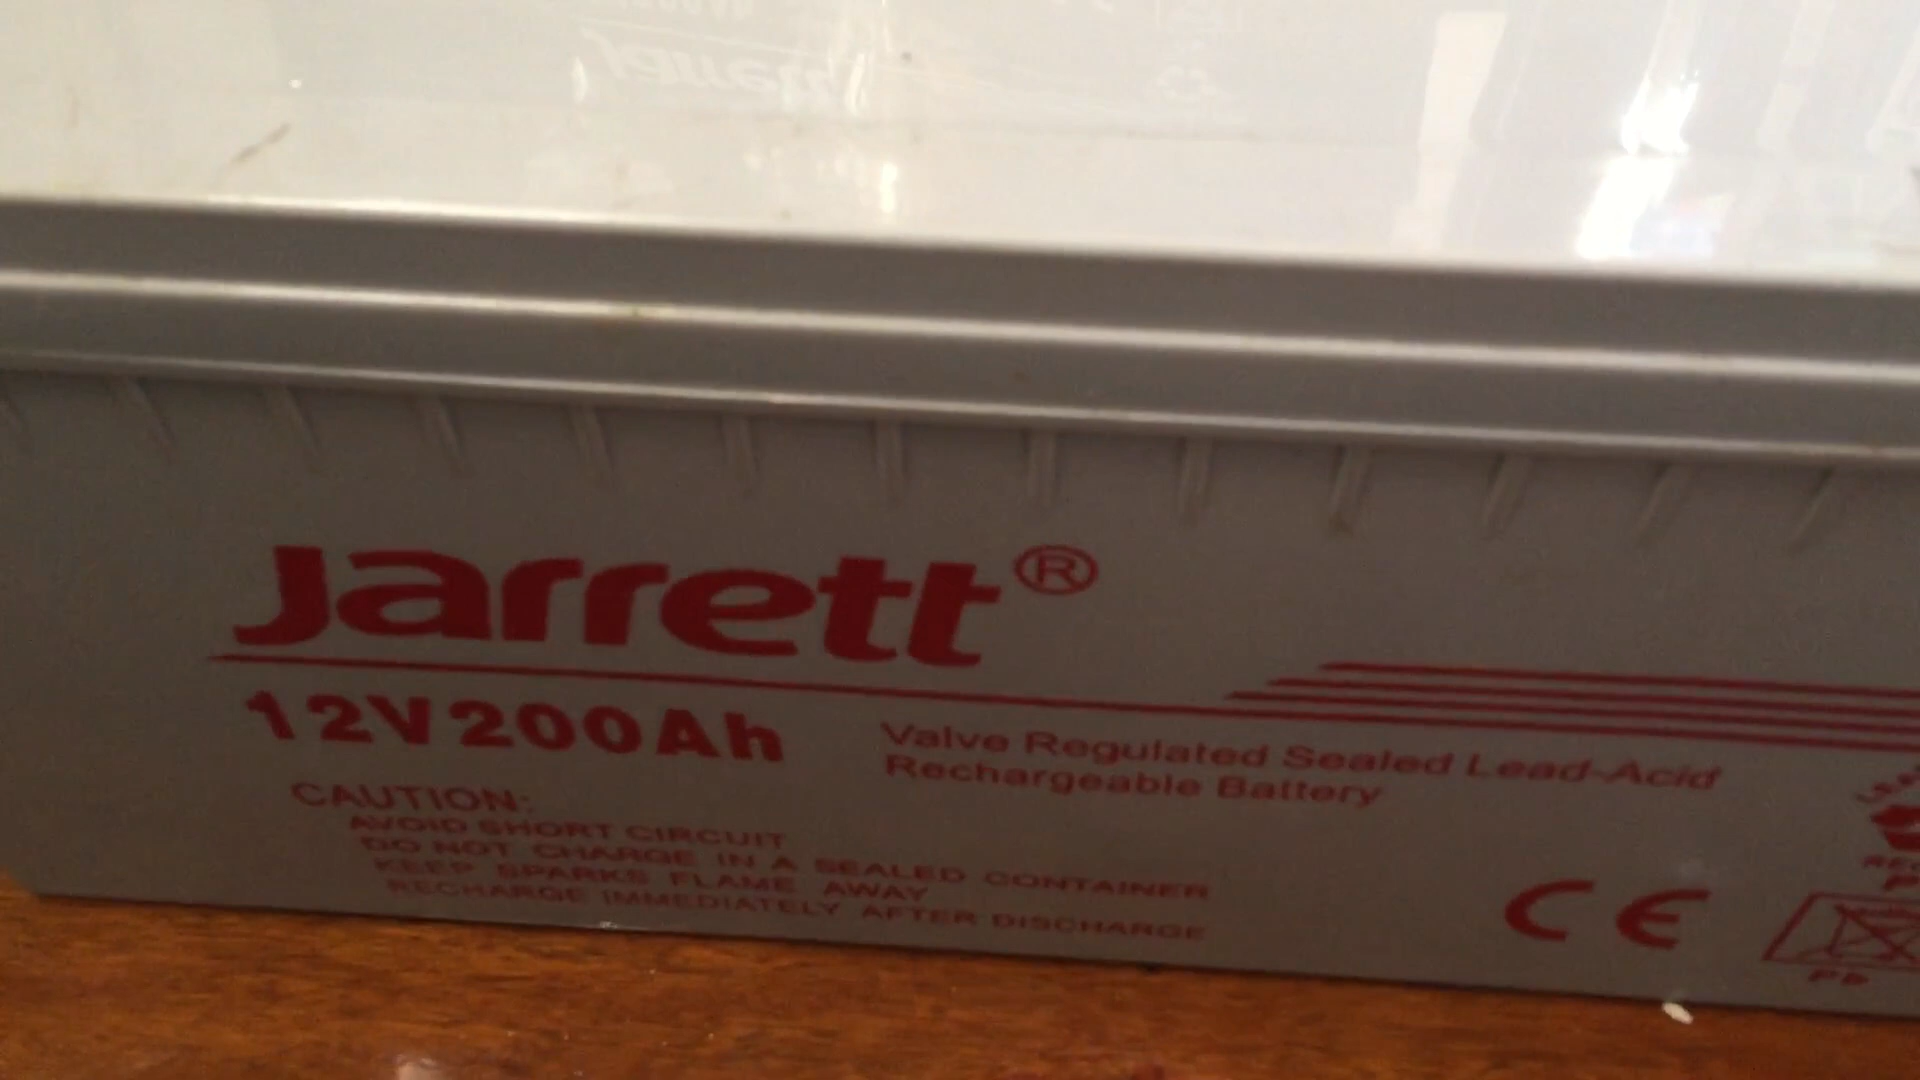 Jarrett®
12V200Ah
Valve Regulated Sealed Lead-Acid
Rechargeable Battery
CAUTION:
AVOID SHORT CIRCUIT
DO NOT CHARGE IN A SEALED CONTAINER
KEEP SPARKS FLAME AWAY
RECHARGE IMMEDIATELY AFTER DISCHARGE
CE
Pb